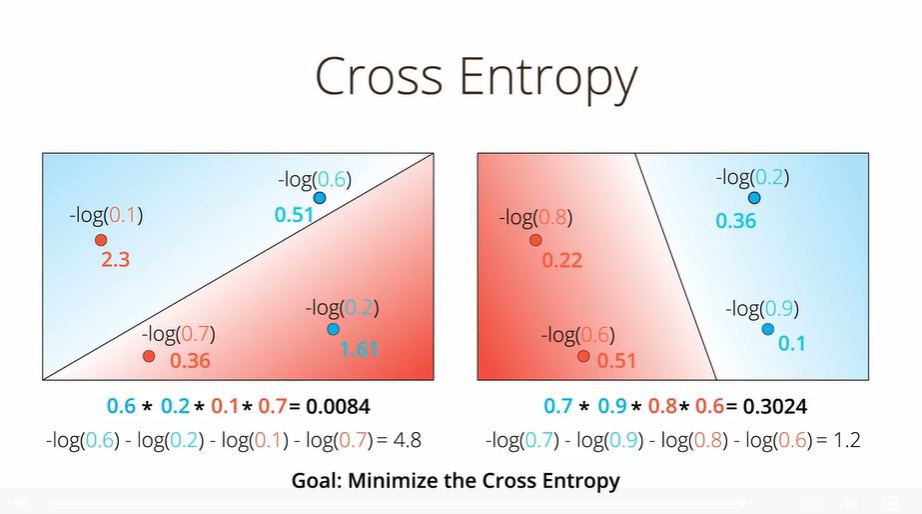 Cross Entropy
-log(0.6)
0.51
-log(0.1)
2.3
-log(0.2)
1.61
-log(0.7)
0.36
-log(0.2)
0.36
-log(0.8)
0.22
-log(0.9)
0.1
-log(0.6)
0.51
0.6 * 0.2 * 0.1 * 0.7 = 0.0084
-log(0.6) - log(0.2) - log(0.1) - log(0.7) = 4.8
0.7 * 0.9 * 0.8 * 0.6 = 0.3024
-log(0.7) - log(0.9) - log(0.8) - log(0.6) = 1.2
Goal: Minimize the Cross Entropy